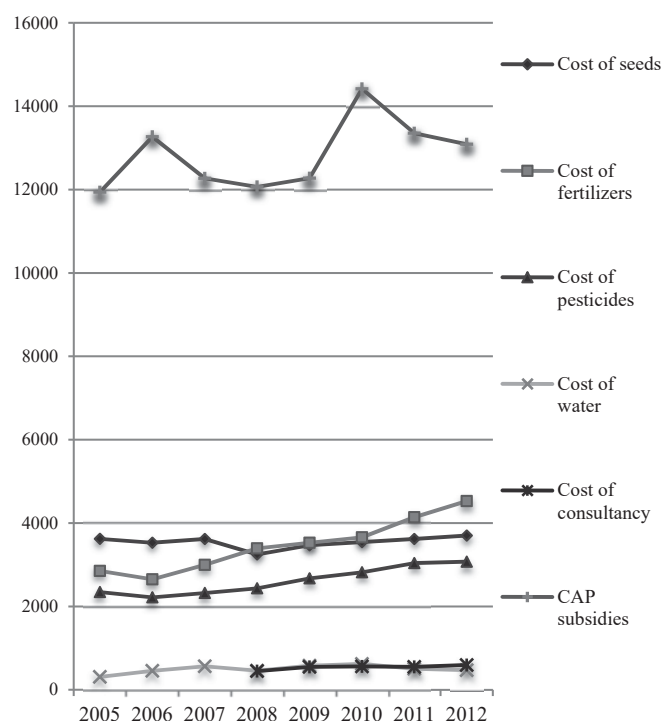 16000
14000
12000
10000
8000
6000
4000
2000
0
2005 2006 2007 2008 2009 2010 2011 2012
Cost of seeds
Cost of
fertilizers
Cost of
pesticides
Cost of
water
Cost of
consultancy
CAP
subsidies